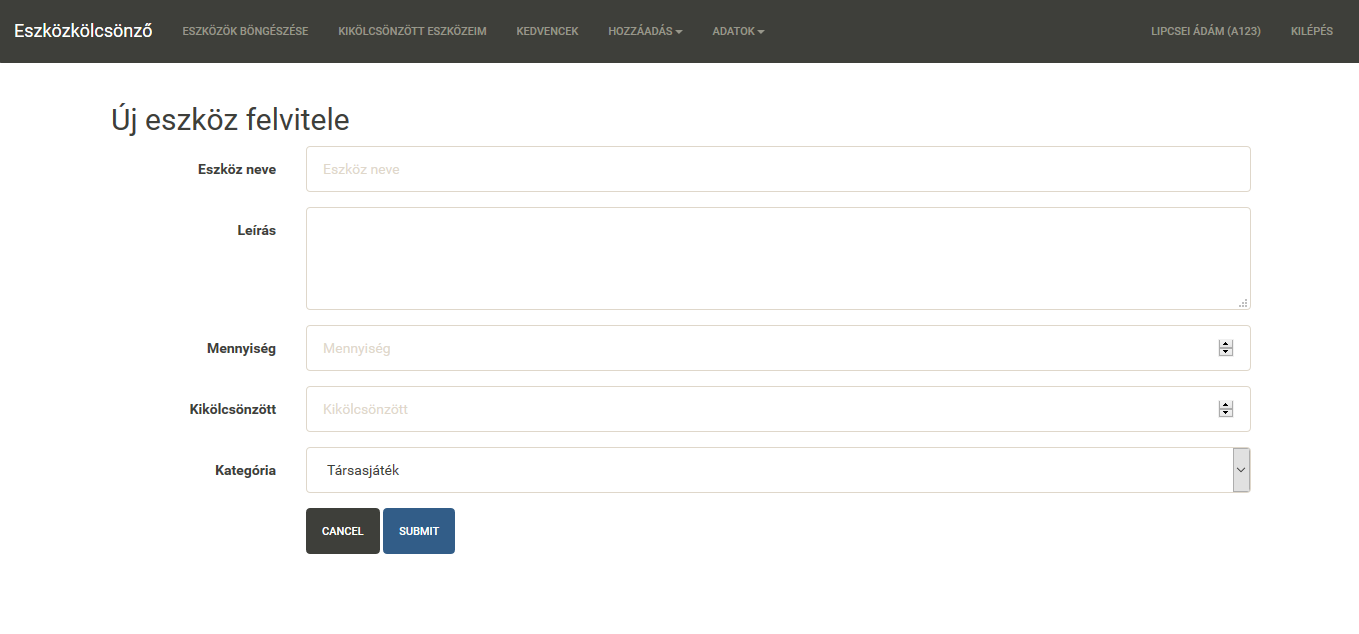 Eszközkölcsönző ESZKÖZÖK BÖNGÉSZÉSE KIKÖLCSÖNZÖTT ESZKÖZEIM KEDVENCEK HOZZÁADÁS ADATOK LIPCSEI ÁDÁM (A123) KILÉPÉS
Új eszköz felvitele
Eszköz neve Eszköz neve
Leírás
Mennyiség Mennyiség
Kikölcsönzött Kikölcsönzött
Kategória Társasjáték
CANCEL SUBMIT